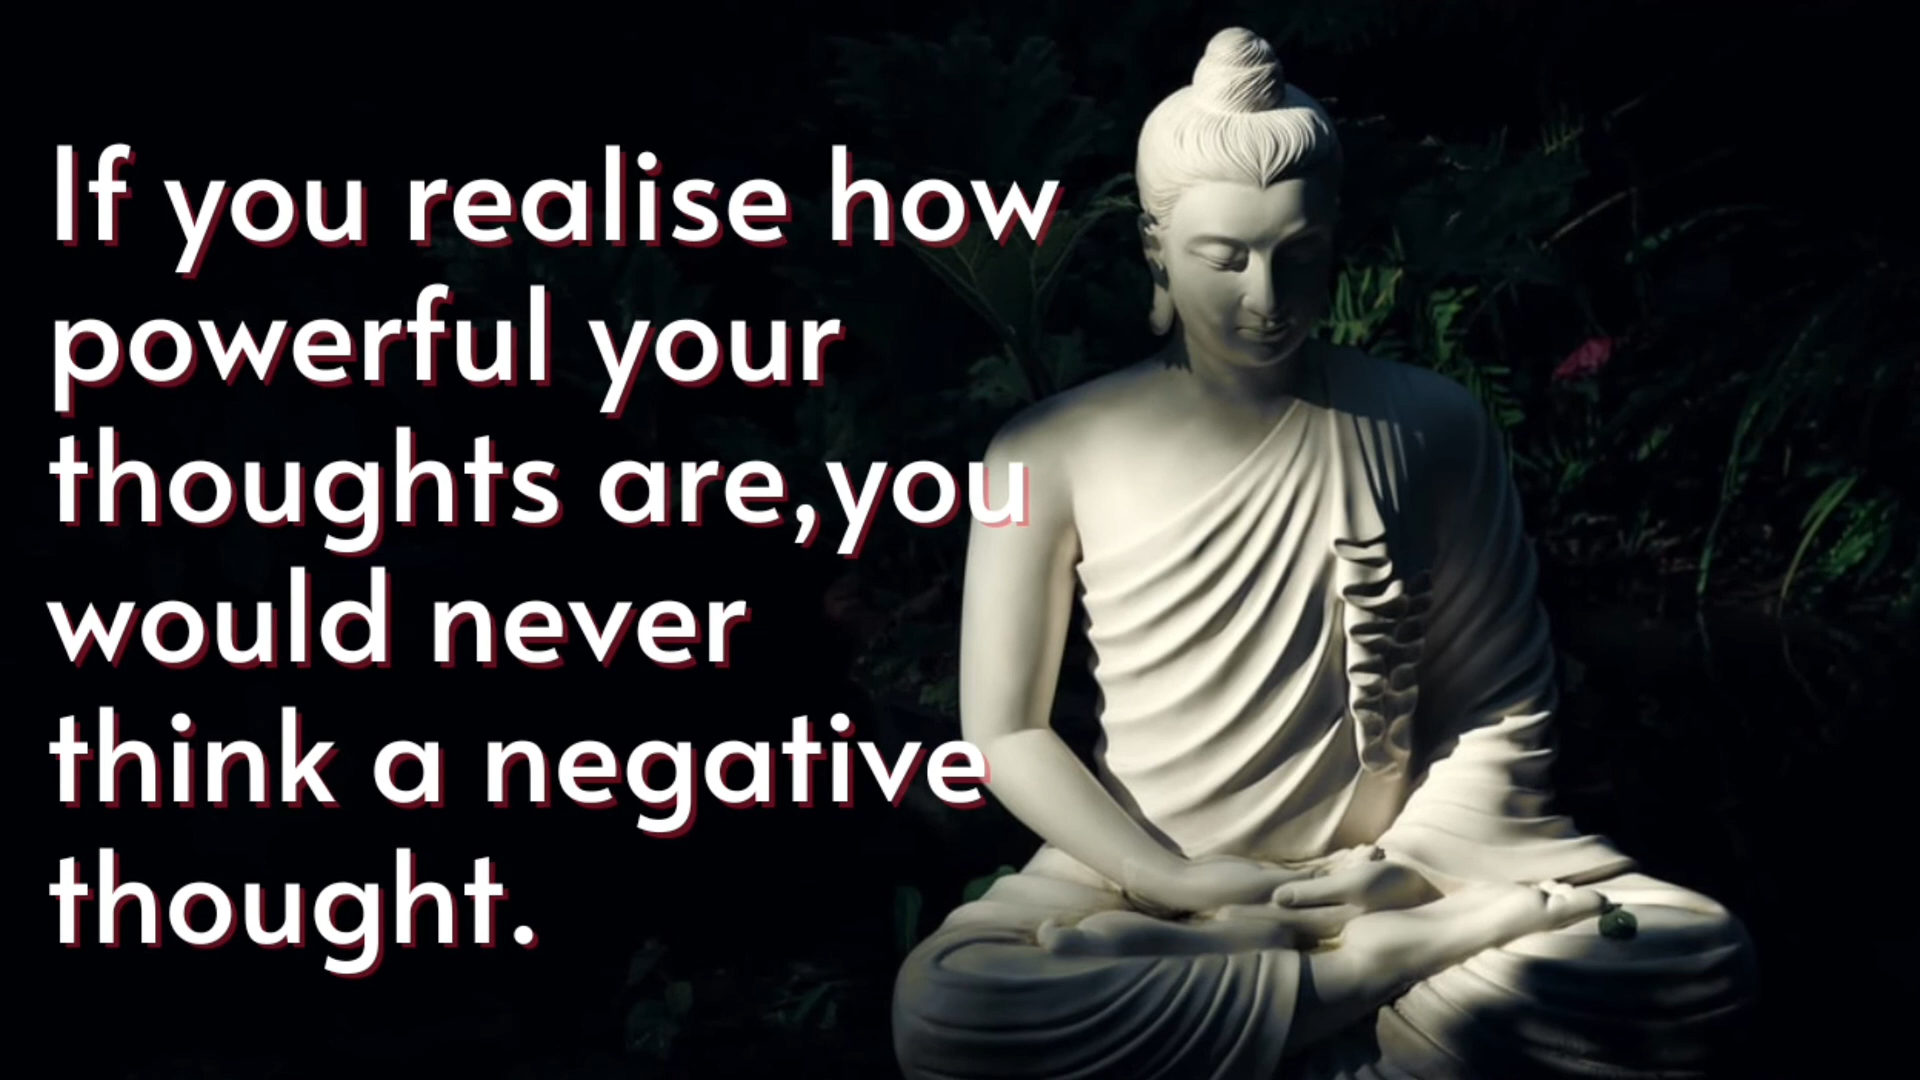 If you realise how
powerful your
thoughts are,you
would never
think a negative
thought.